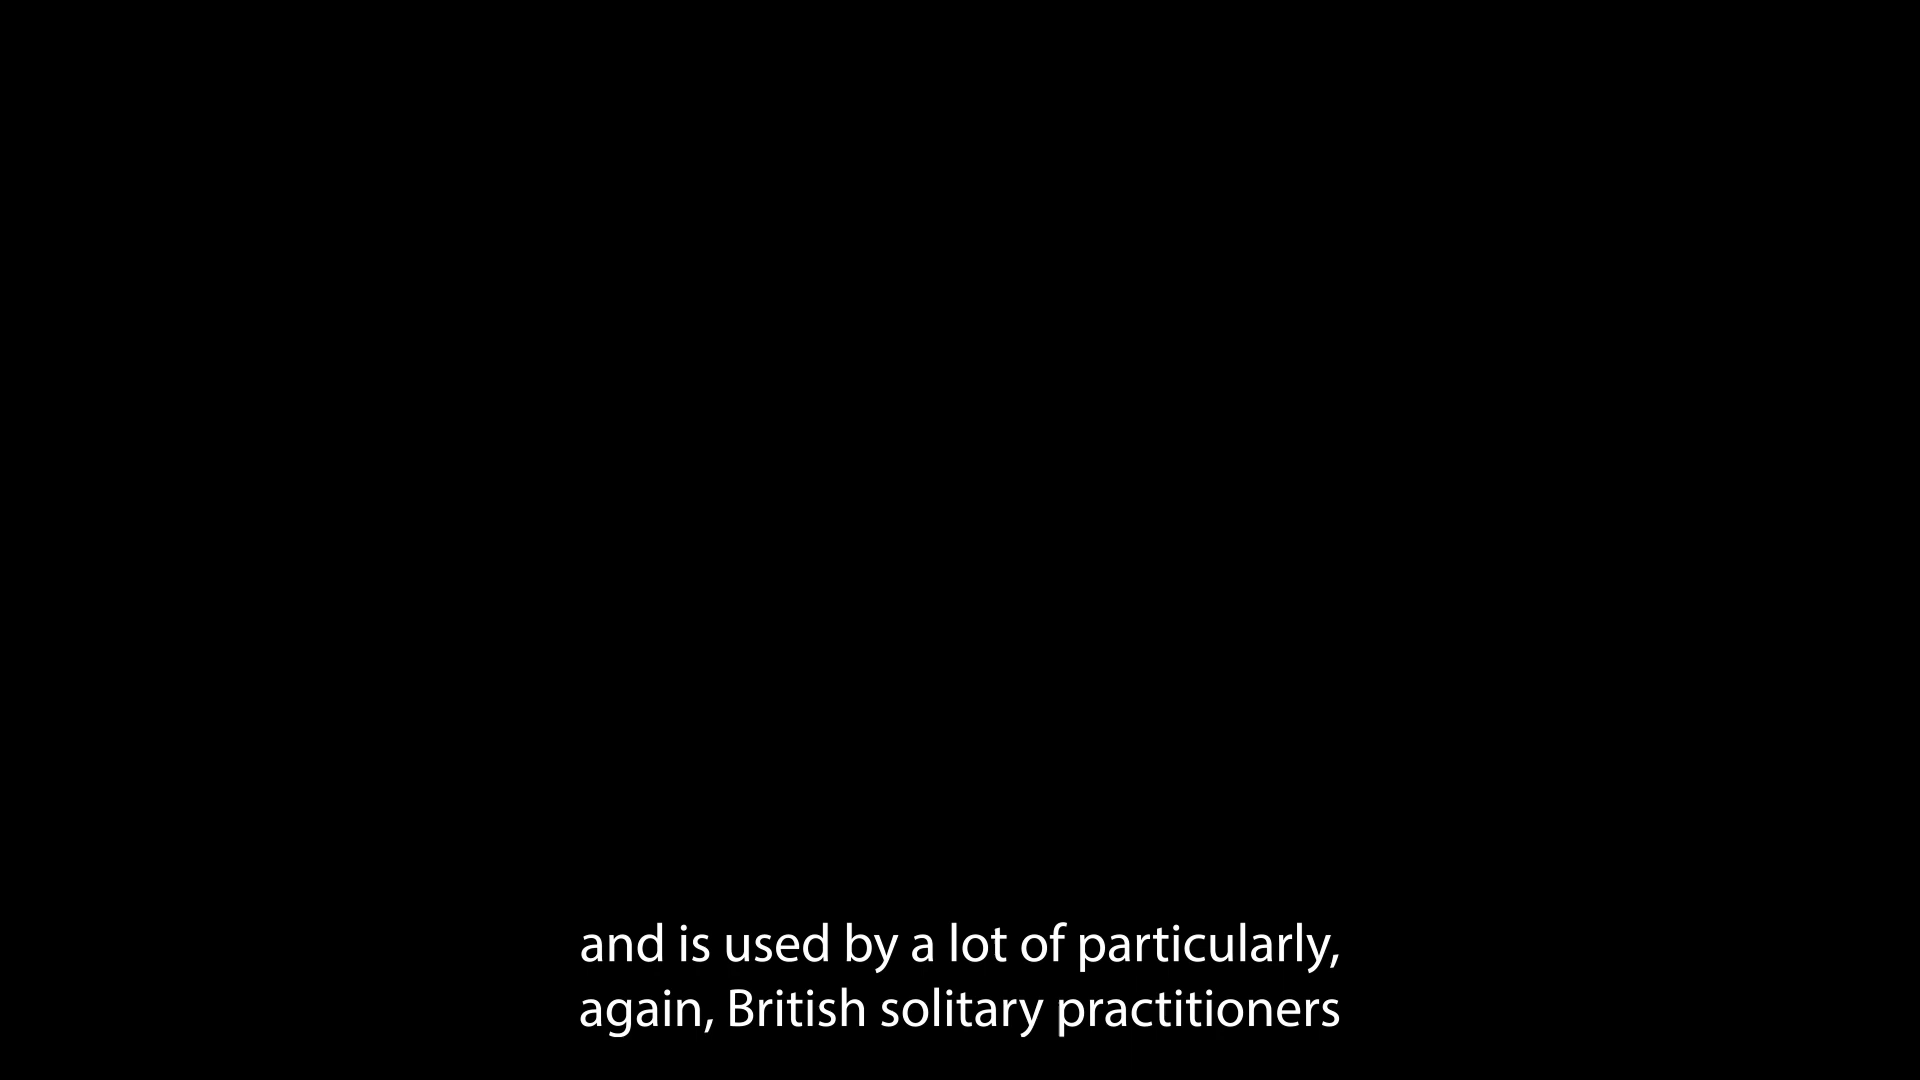 and is used by a lot of particularly,
again, British solitary practitioners